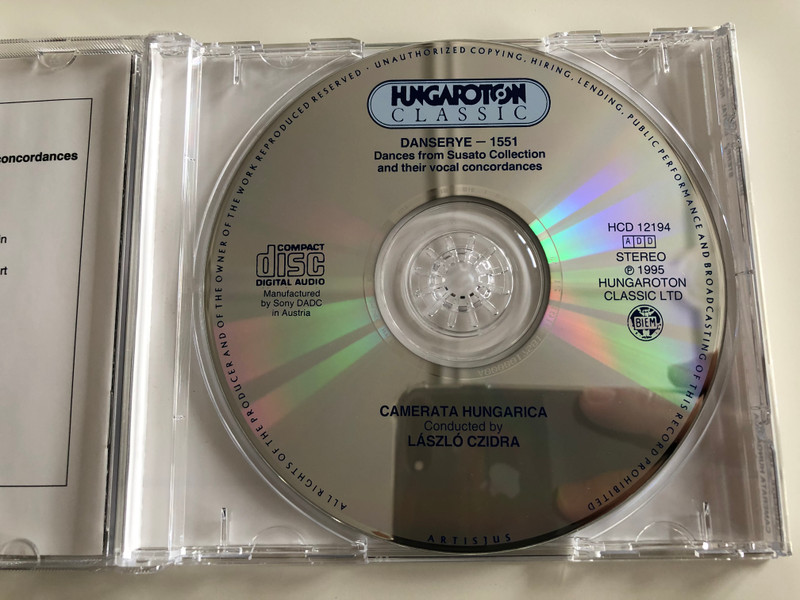 concordances
in
rt
ALL RIGHTS OF THE PRODUCER AND OF THE OWNER OF THE WORK REPRODUCED RESERVED · UNAUTHORIZED COPYING, HIRING, LENDING, PUBLIC PERFORMANCE AND BROADCASTING OF THIS RECORD PROHIBITED
HUNGAROTON
CLASSIC
DANSERYE – 1551
Dances from Susato Collection
and their vocal concordances
COMPACT
disc
DIGITAL AUDIO
Manufactured
by Sony DADC
in Austria
HCD 12194
ADD
STEREO
℗ 1995
HUNGAROTON
CLASSIC LTD
BIEM
CAMERATA HUNGARICA
Conducted by
LÁSZLÓ CZIDRA
ARTISJUS